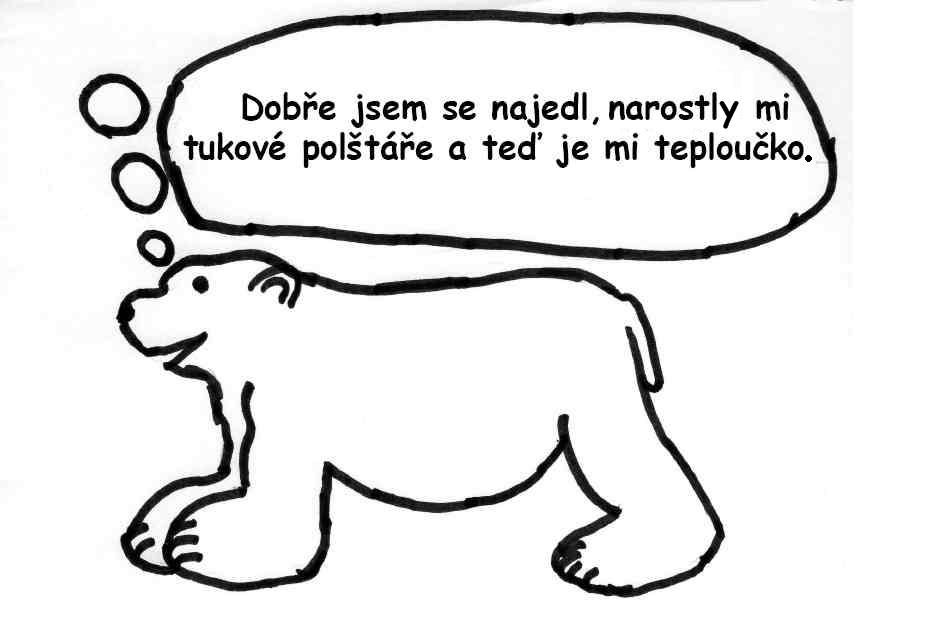 Dobře jsem se najedl, narostly mi
tukové polštáře a teď je mi teploučko.